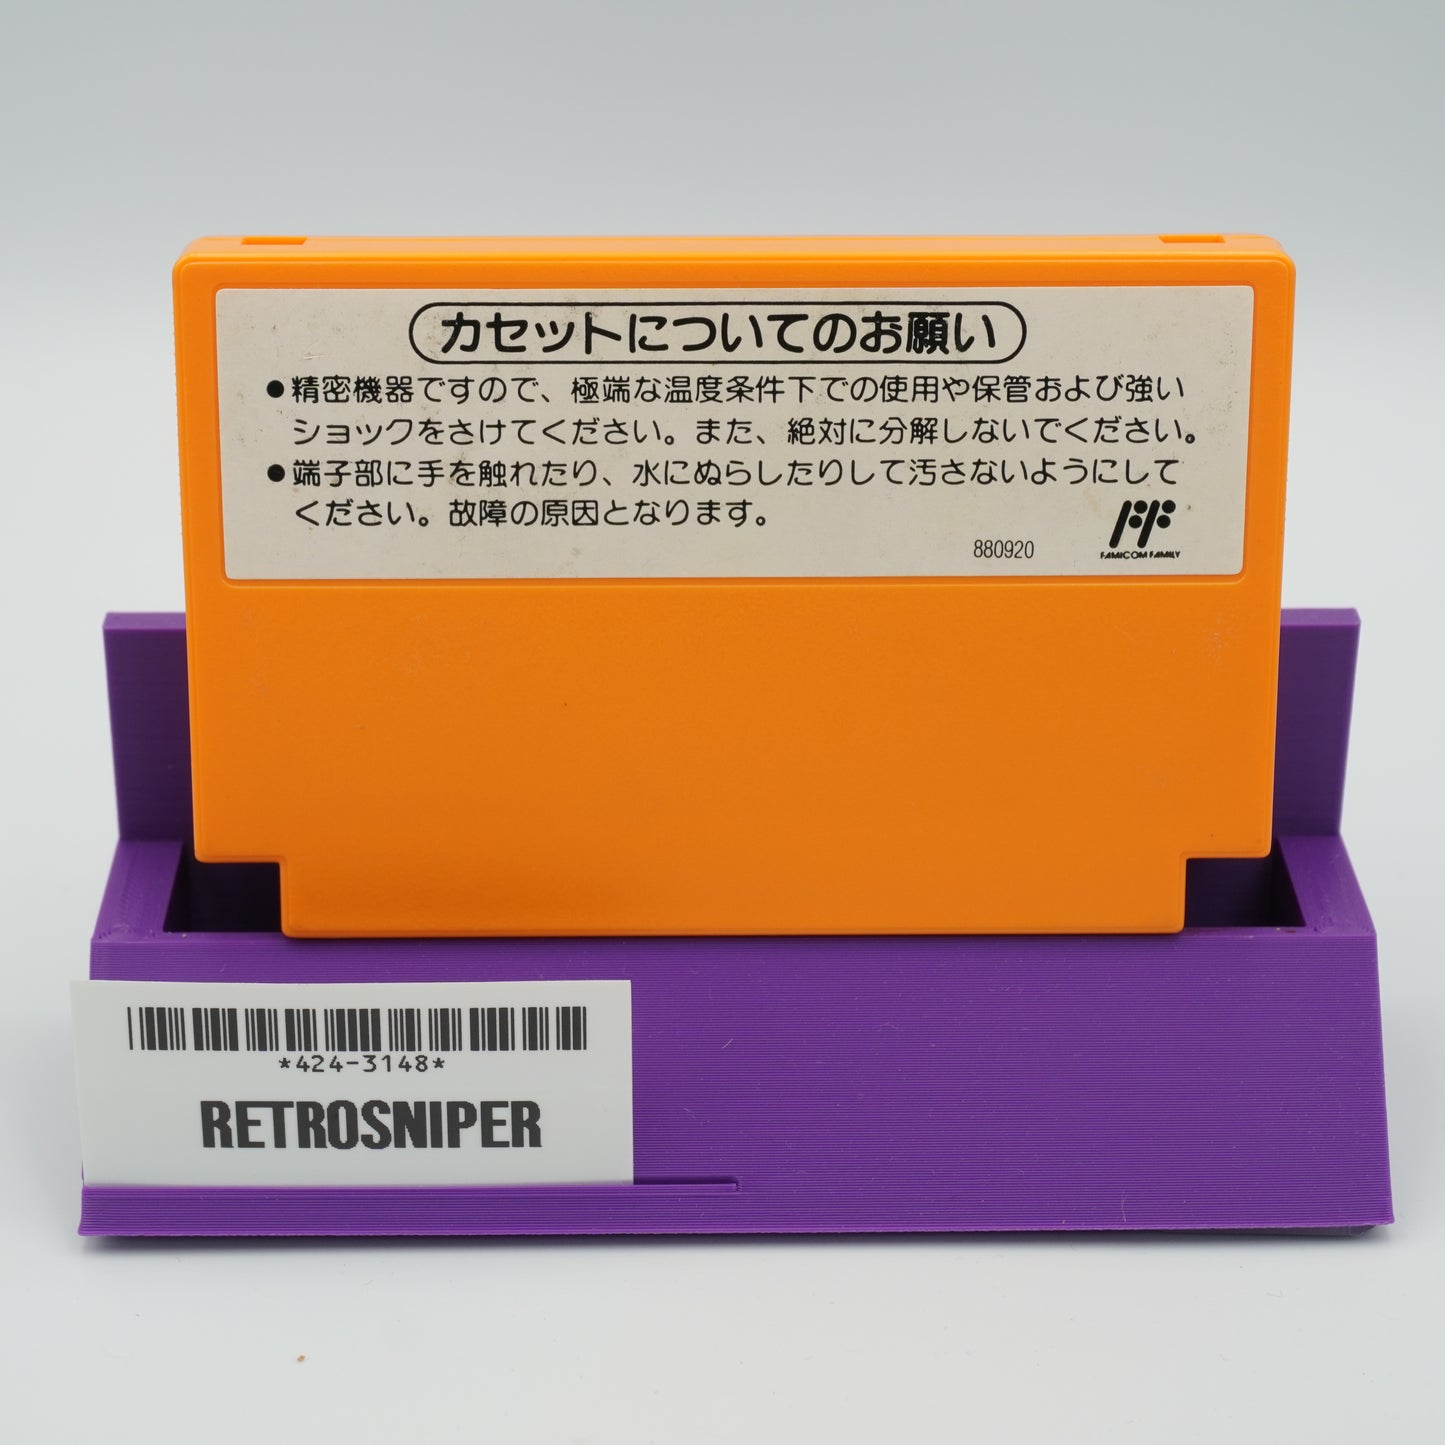 カセットについてのお願い
●精密機器ですので、極端な温度条件下での使用や保管および強い
ショックをさけてください。また、絶対に分解しないでください。
●端子部に手を触れたり、水にぬらしたりして汚さないようにして
ください。故障の原因となります。
880920
FAMICOM FAMILY
*424-3148*
RETROSNIPER